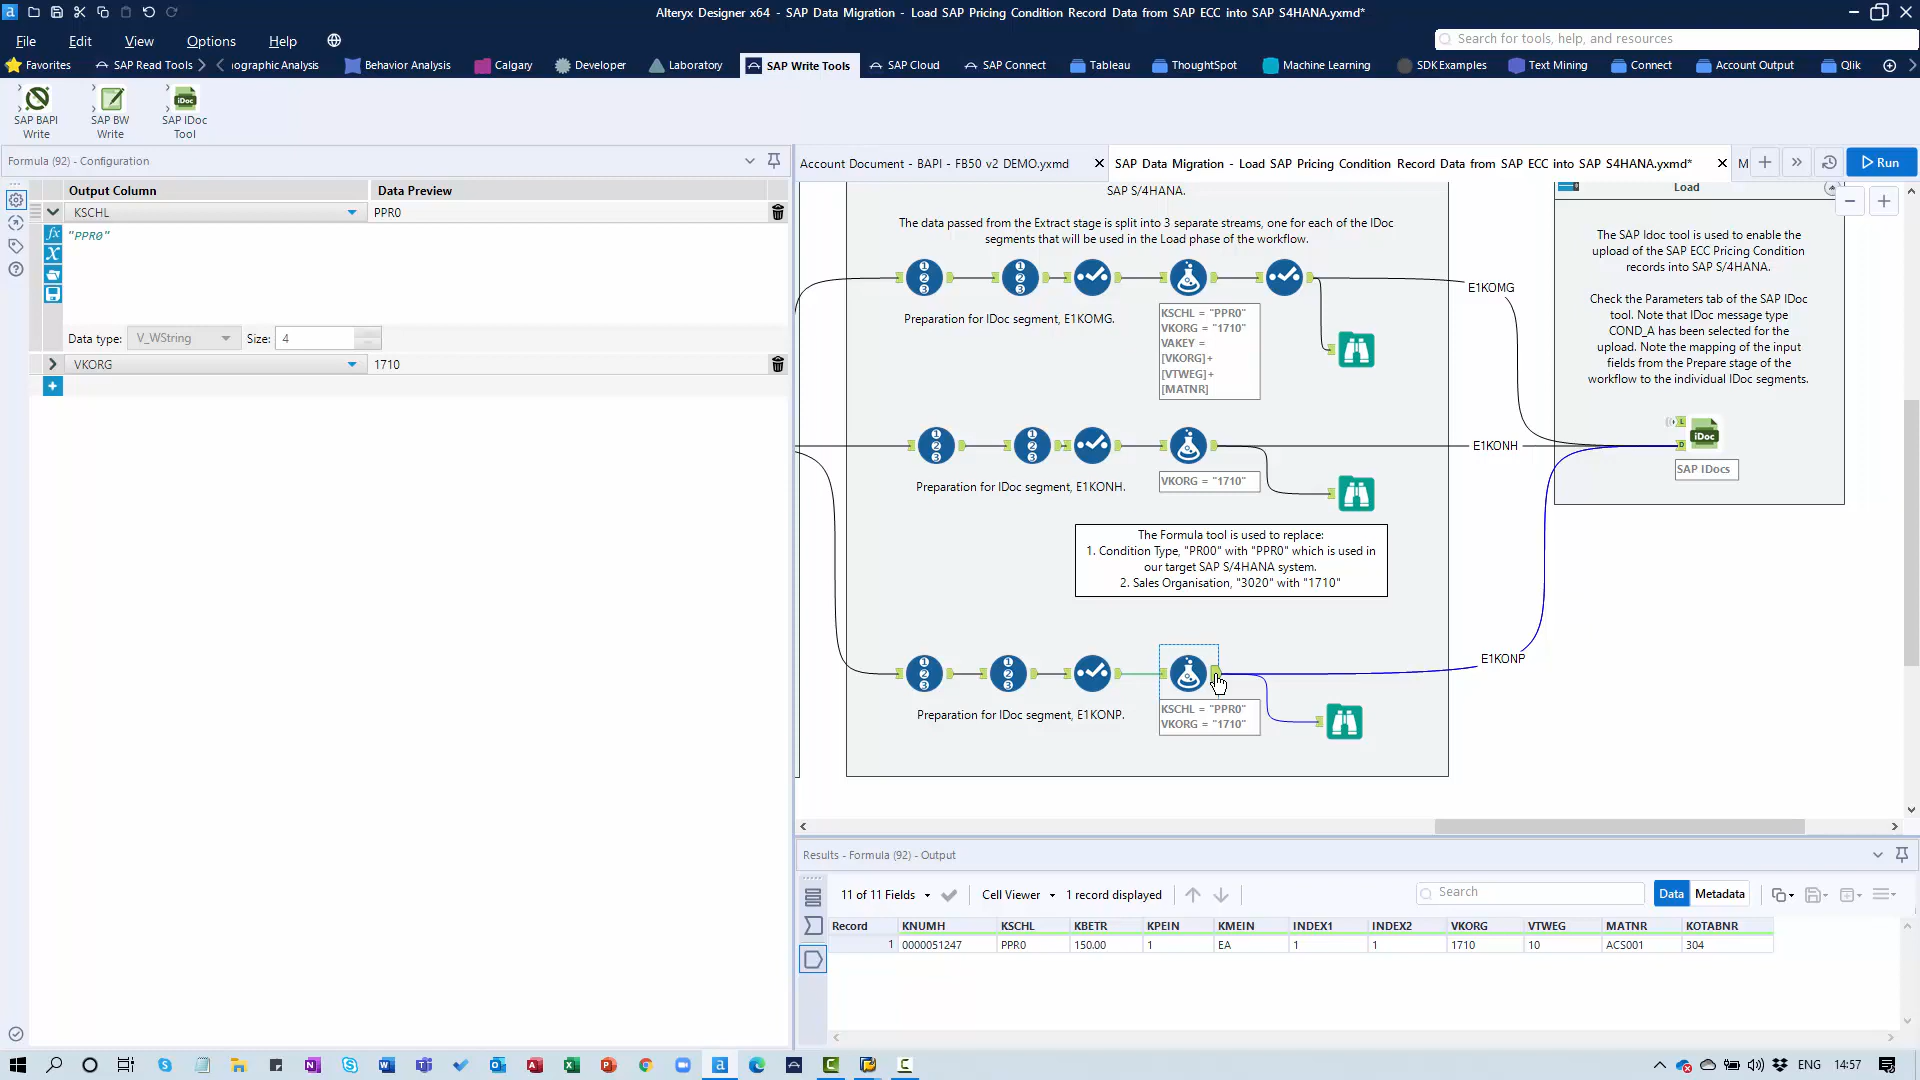 Alteryx Designer x64 - SAP Data Migration - Load SAP Pricing Condition Record Data from SAP ECC into SAP S4HANA.yxmd*
File Edit View Options Help
Search for tools, help, and resources
Favorites SAP Read Tools iographic Analysis Behavior Analysis Calgary Developer Laboratory SAP Write Tools SAP Cloud SAP Connect Tableau ThoughtSpot Machine Learning SDK Examples Text Mining Connect Account Output Qlik
SAP BAPI
Write
SAP BW
Write
iDoc
SAP IDoc
Tool
Formula (92) - Configuration
Output Column Data Preview
KSCHL PPR0
"PPR0"
Data type: V_WString Size: 4
VKORG 1710
Account Document - BAPI - FB50 v2 DEMO.yxmd
SAP Data Migration - Load SAP Pricing Condition Record Data from SAP ECC into SAP S4HANA.yxmd*
M
Run
SAP S/4HANA.
The data passed from the Extract stage is split into 3 separate streams, one for each of the IDoc
segments that will be used in the Load phase of the workflow.
Preparation for IDoc segment, E1KOMG.
KSCHL = "PPR0"
VKORG = "1710"
VAKEY =
[VKORG]+
[VTWEG]+
[MATNR]
E1KOMG
Preparation for IDoc segment, E1KONH.
VKORG = "1710"
E1KONH
The Formula tool is used to replace:
1. Condition Type, "PR00" with "PPR0" which is used in
our target SAP S/4HANA system.
2. Sales Organisation, "3020" with "1710"
Preparation for IDoc segment, E1KONP.
KSCHL = "PPR0"
VKORG = "1710"
E1KONP
Load
The SAP Idoc tool is used to enable the
upload of the SAP ECC Pricing Condition
records into SAP S/4HANA.
Check the Parameters tab of the SAP IDoc
tool. Note that IDoc message type
COND_A has been selected for the
upload. Note the mapping of the input
fields from the Prepare stage of the
workflow to the individual IDoc segments.
L
D
iDoc
SAP IDocs
Results - Formula (92) - Output
11 of 11 Fields Cell Viewer 1 record displayed Search Data Metadata
Record KNUMH KSCHL KBETR KPEIN KMEIN INDEX1 INDEX2 VKORG VTWEG MATNR KOTABNR
1 0000051247 PPR0 150.00 1 EA 1 1 1710 10 ACS001 304
ENG 14:57